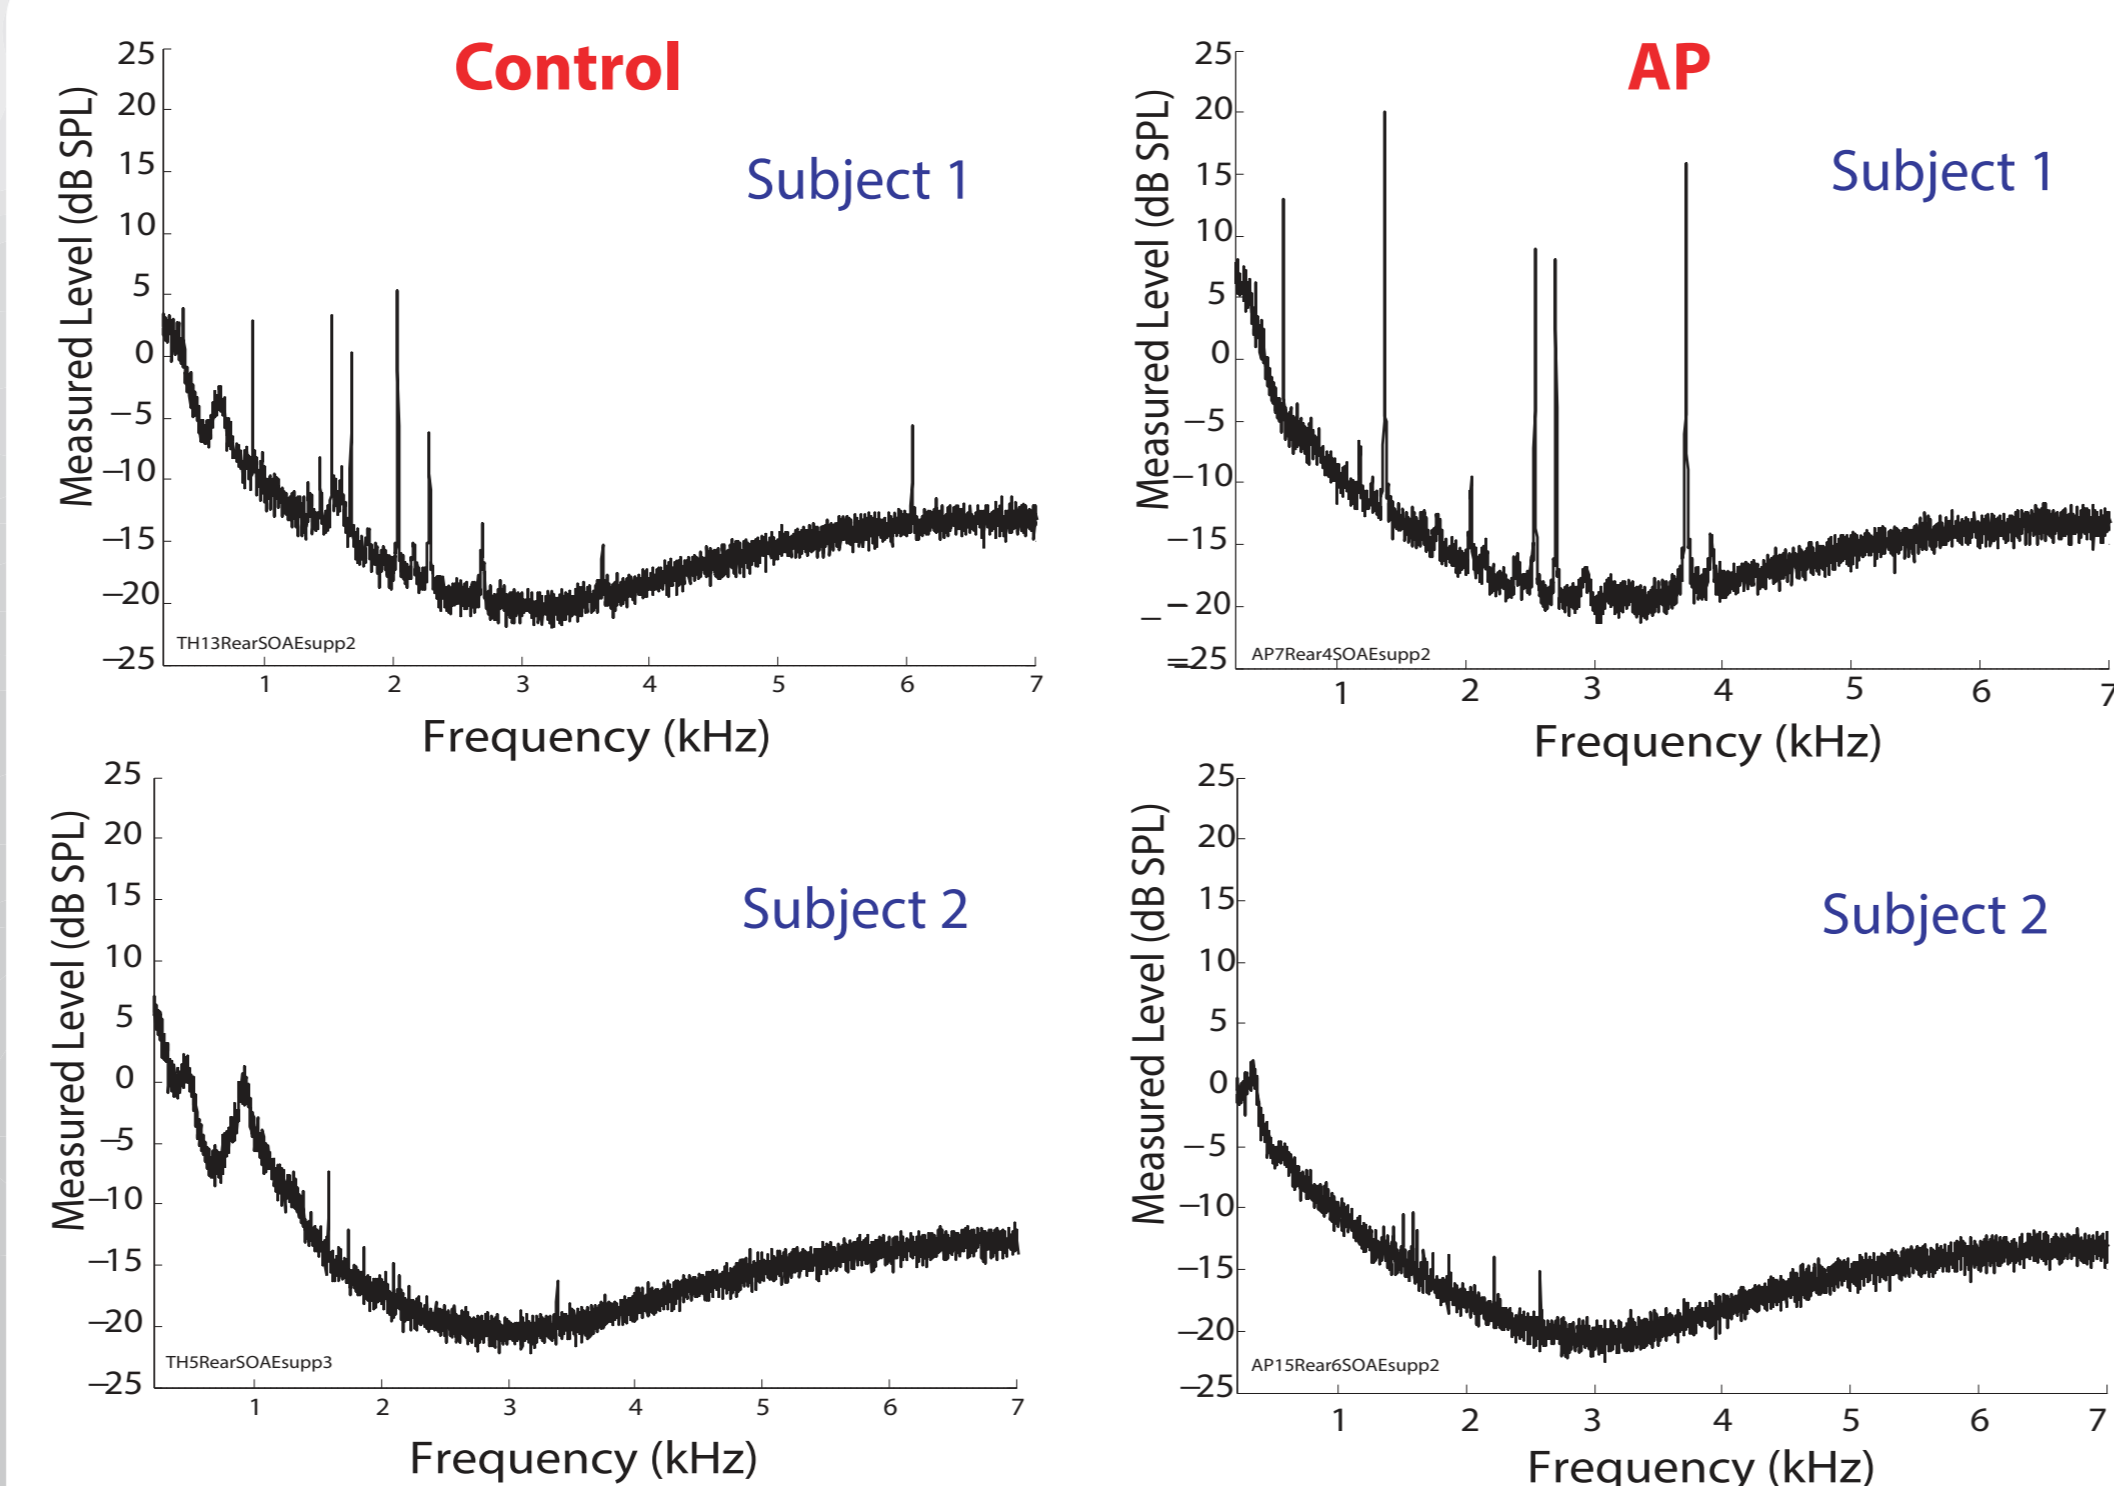 Control
Measured Level (dB SPL)
25
20
15
10
5
0
−5
−10
−15
−20
−25
Subject 1
TH13RearSOAEsupp2
1 2 3 4 5 6 7
Frequency (kHz)
AP
Measured Level (dB SPL)
25
20
15
10
5
0
−5
−10
−15
−20
−25
Subject 1
AP7Rear4SOAEsupp2
1 2 3 4 5 6 7
Frequency (kHz)
Measured Level (dB SPL)
25
20
15
10
5
0
−5
−10
−15
−20
−25
Subject 2
TH5RearSOAEsupp3
1 2 3 4 5 6 7
Frequency (kHz)
Measured Level (dB SPL)
25
20
15
10
5
0
−5
−10
−15
−20
−25
Subject 2
AP15Rear6SOAEsupp2
1 2 3 4 5 6 7
Frequency (kHz)